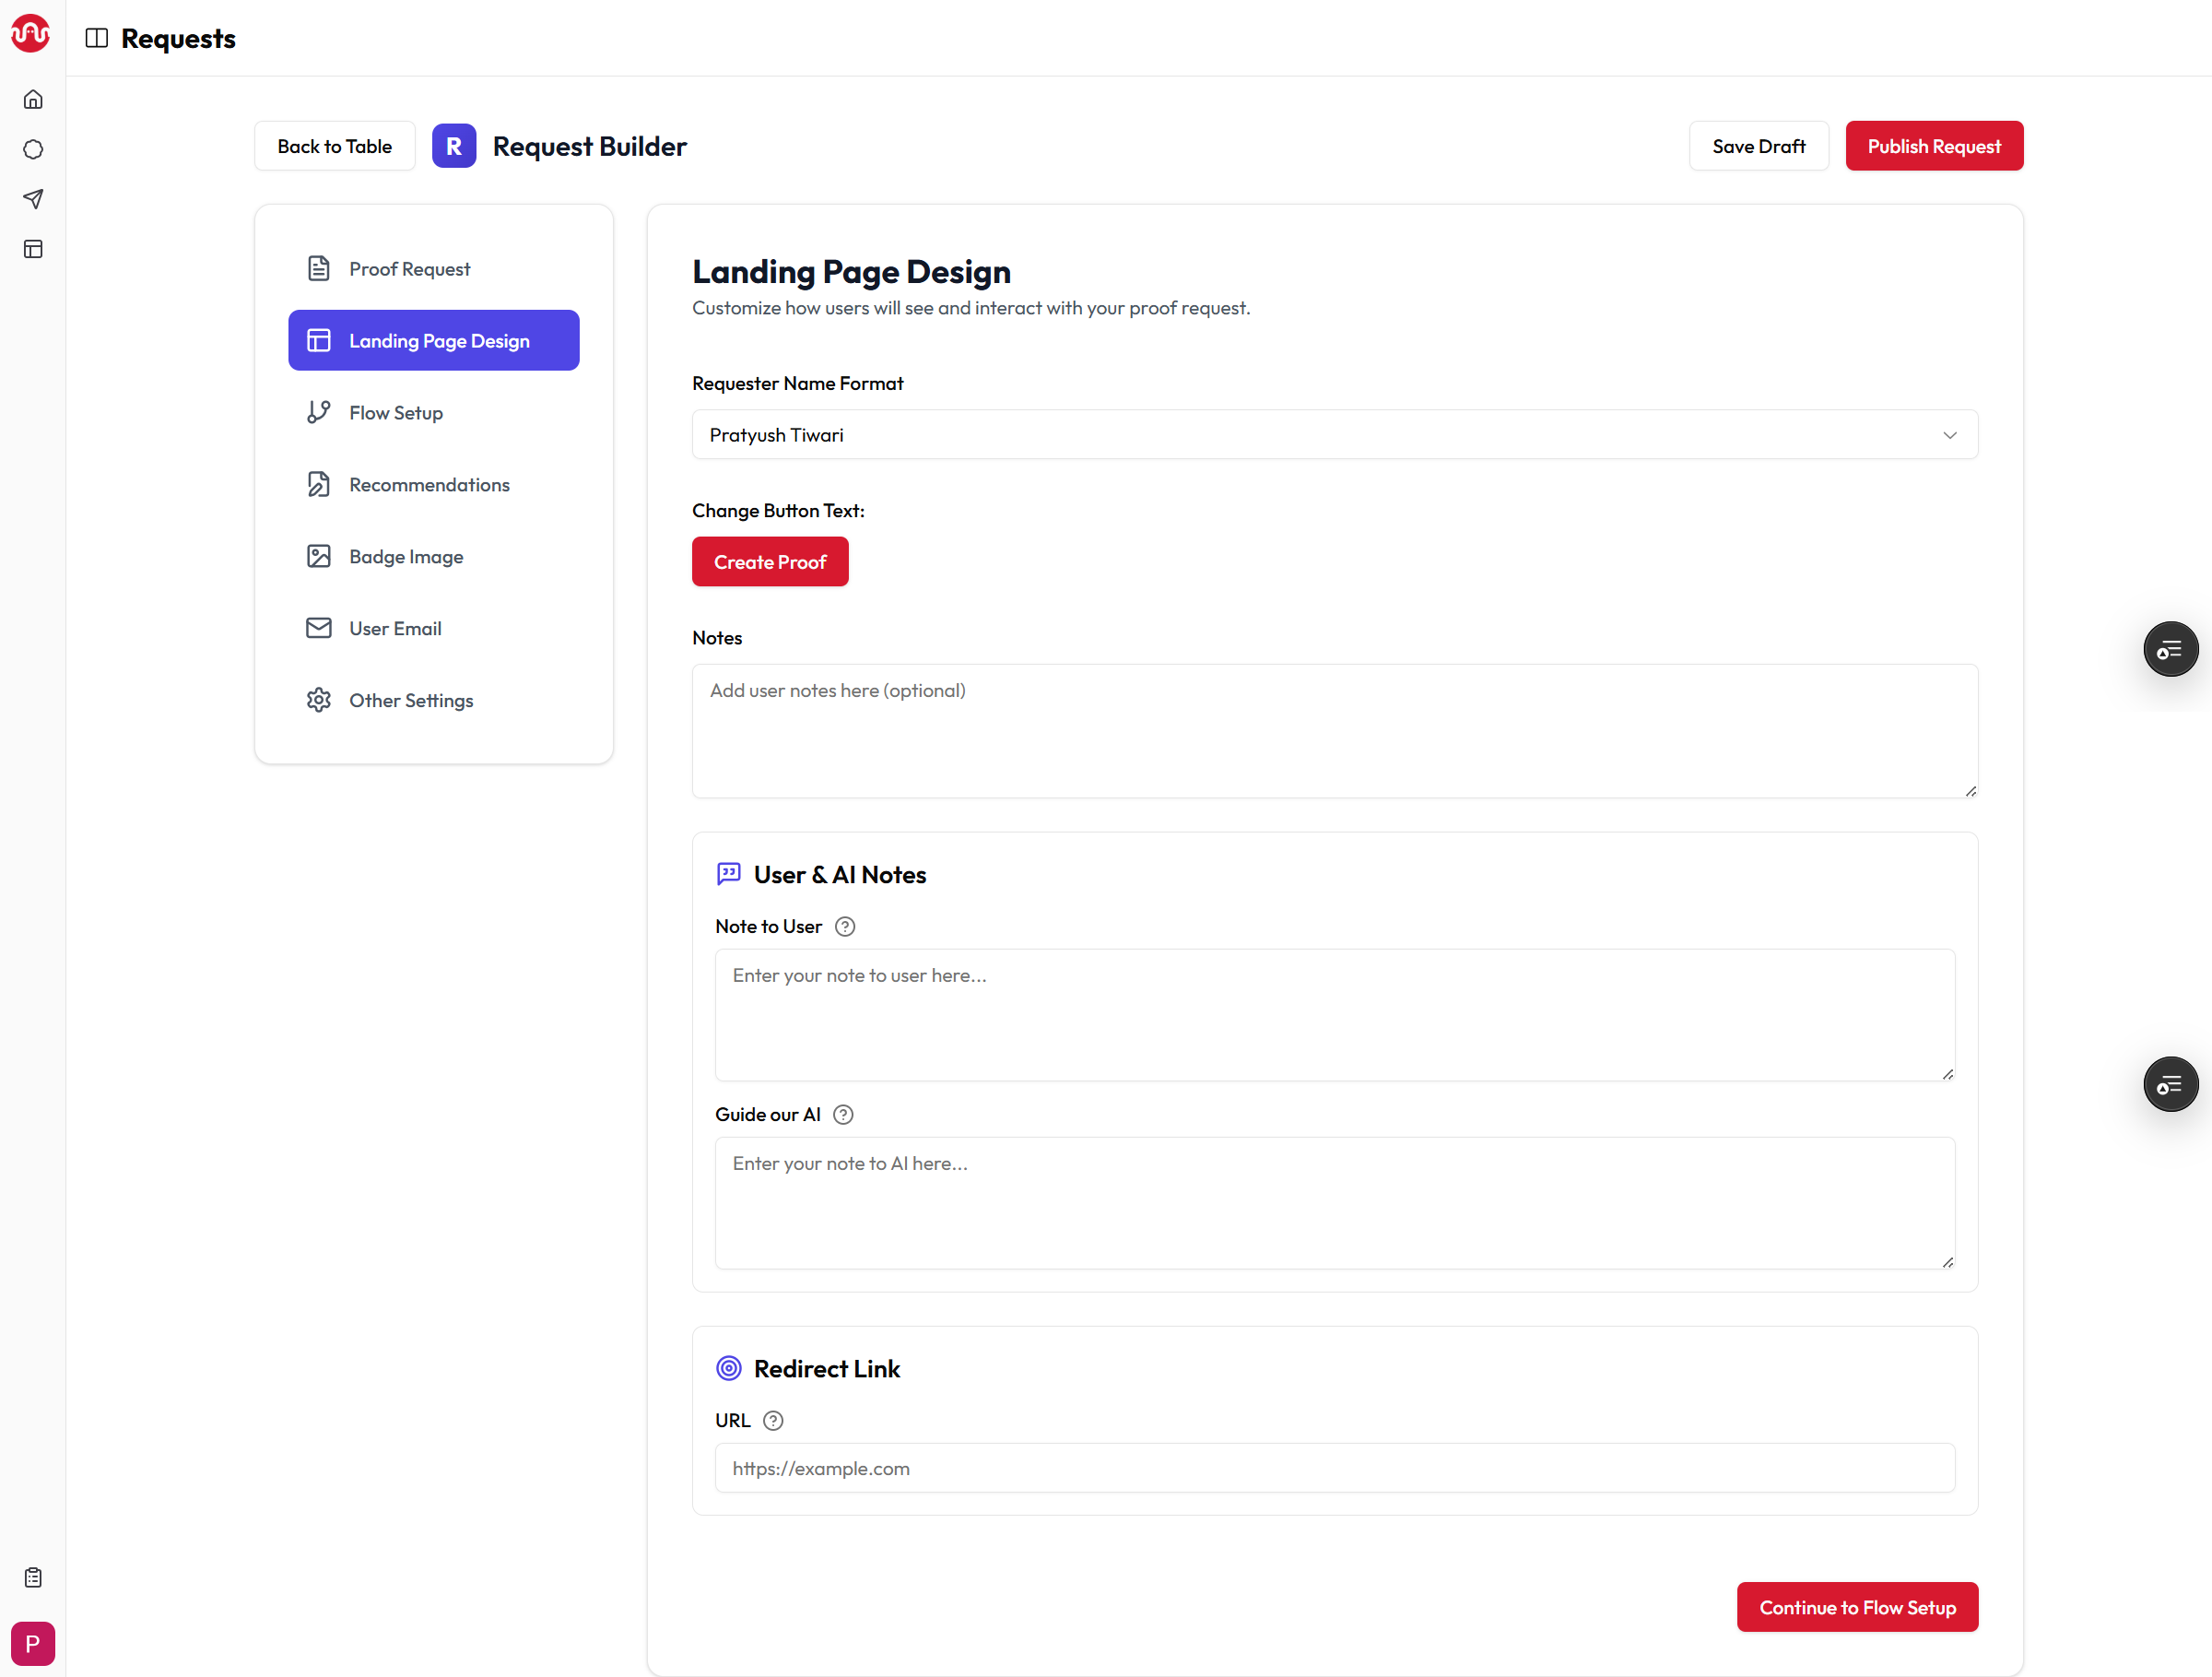 Requests
Back to Table
R
Request Builder
Save Draft
Publish Request
Proof Request
Landing Page Design
Flow Setup
Recommendations
Badge Image
User Email
Other Settings
Landing Page Design
Customize how users will see and interact with your proof request.
Requester Name Format
Pratyush Tiwari
Change Button Text:
Create Proof
Notes
Add user notes here (optional)
User & AI Notes
Note to User
Enter your note to user here...
Guide our AI
Enter your note to AI here...
Redirect Link
URL
https://example.com
Continue to Flow Setup
P